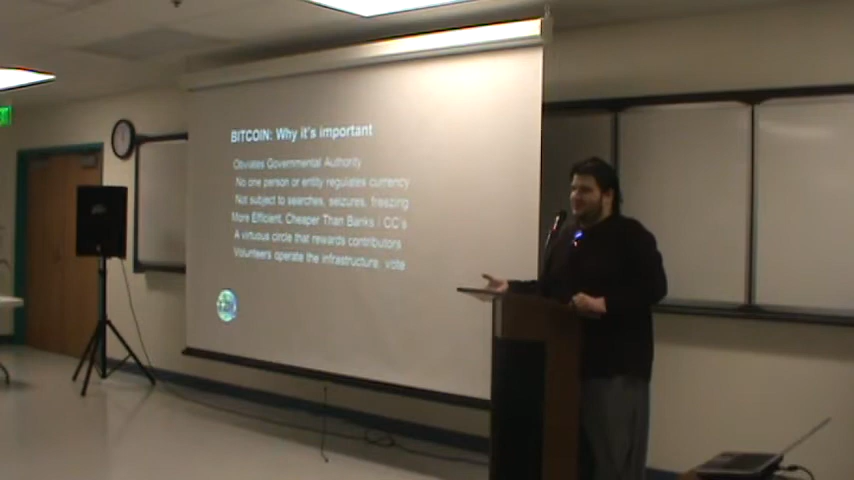 BITCOIN: Why it's important
Obviates Governmental Authority
No one person or entity regulates currency
Not subject to searches, seizures, freezing
More Efficient, Cheaper Than Banks / CC's
A virtuous circle that rewards contributors
Volunteers operate the infrastructure, vote